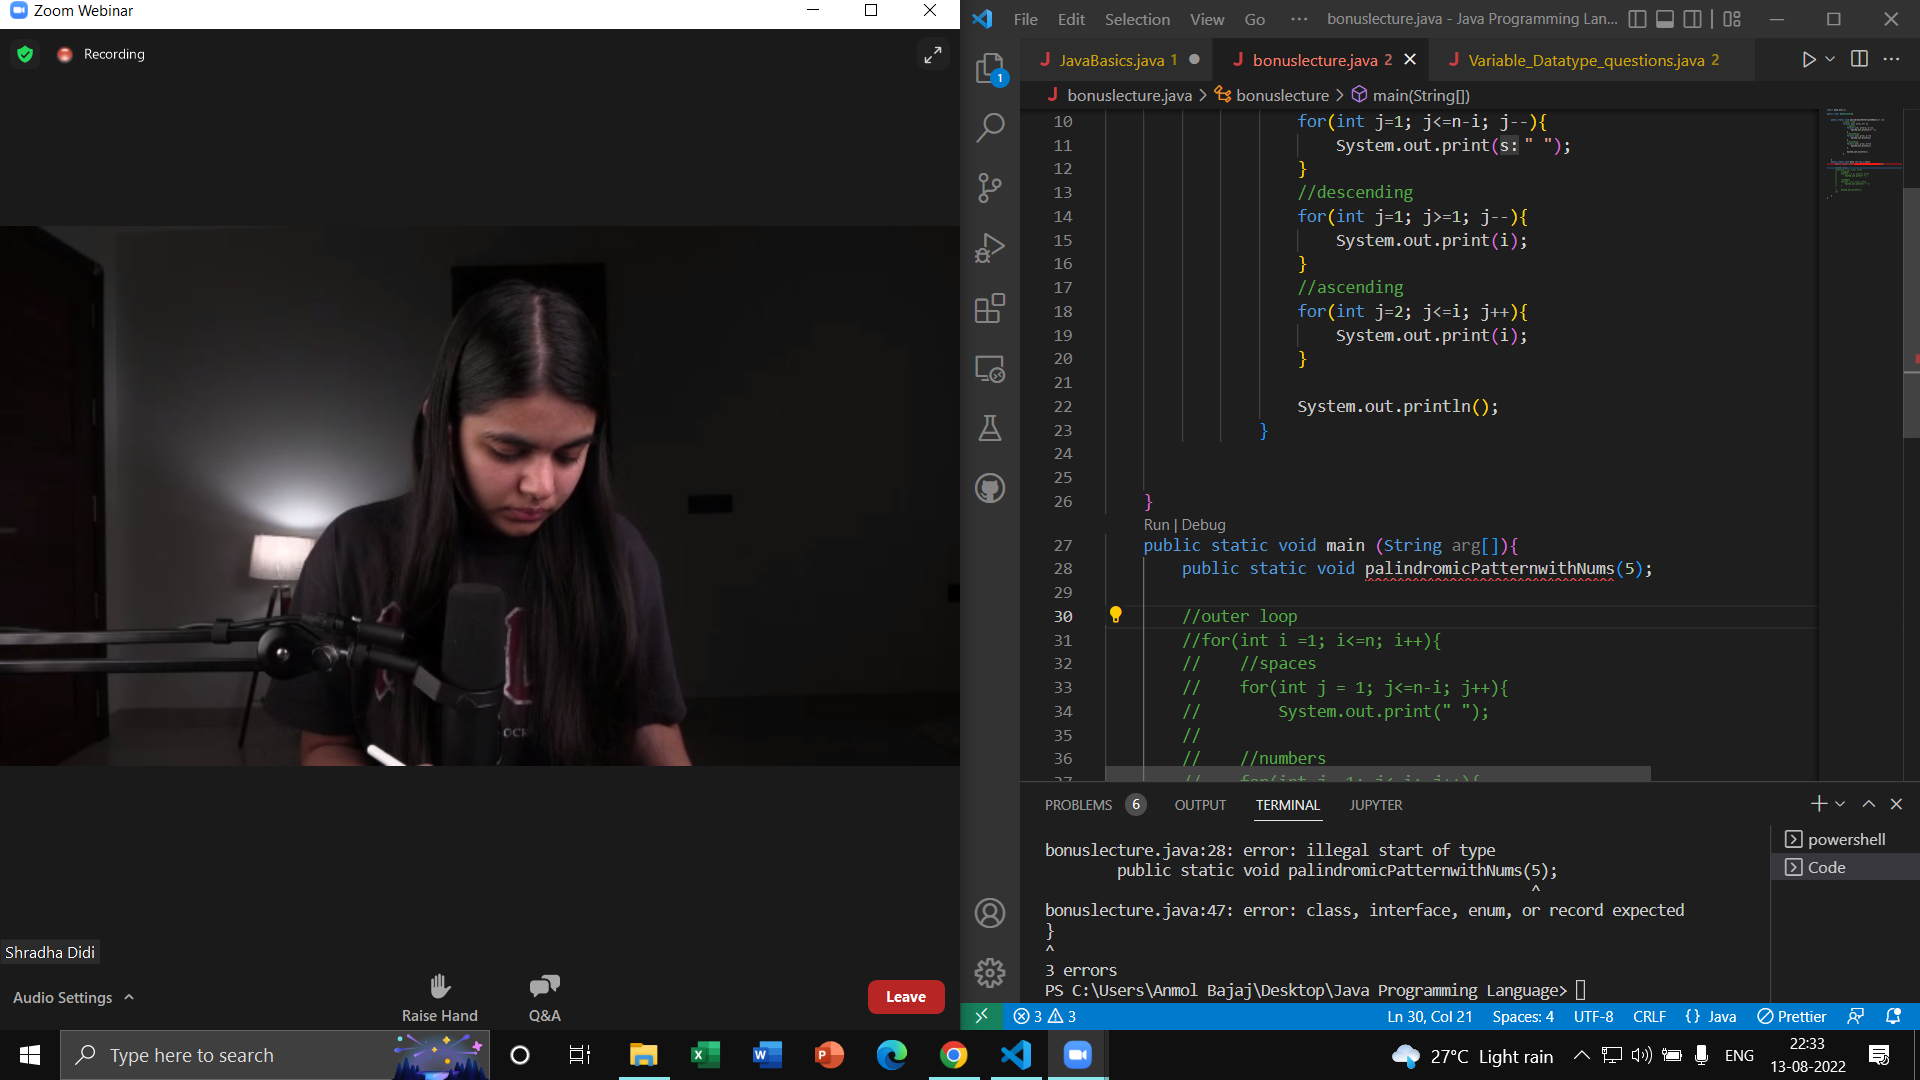 Zoom Webinar
Recording
Shradha Didi
Audio Settings
Raise Hand
Q&A
Leave
File Edit Selection View Go ··· bonuslecture.java - Java Programming Lan...
JavaBasics.java 1 bonuslecture.java 2 Variable_Datatype_questions.java 2
bonuslecture.java > bonuslecture > main(String[])
10 for(int j=1; j<=n-i; j--){
11 System.out.print(s:" ");
12 }
13 //descending
14 for(int j=1; j>=1; j--){
15 System.out.print(i);
16 }
17 //ascending
18 for(int j=2; j<=i; j++){
19 System.out.print(i);
20 }
21
22 System.out.println();
23 }
24
25
26 }
Run | Debug
27 public static void main (String arg[]){
28 public static void palindromicPatternwithNums(5);
29
30 //outer loop
31 //for(int i =1; i<=n; i++){
32 // //spaces
33 // for(int j = 1; j<=n-i; j++){
34 // System.out.print(" ");
35 //
36 // //numbers
PROBLEMS 6 OUTPUT TERMINAL JUPYTER
bonuslecture.java:28: error: illegal start of type
public static void palindromicPatternwithNums(5);
^
bonuslecture.java:47: error: class, interface, enum, or record expected
}
^
3 errors
PS C:\Users\Anmol Bajaj\Desktop\Java Programming Language>
powershell
Code
3 3 Ln 30, Col 21 Spaces: 4 UTF-8 CRLF {} Java Prettier
Type here to search
27°C Light rain ENG 22:33
13-08-2022